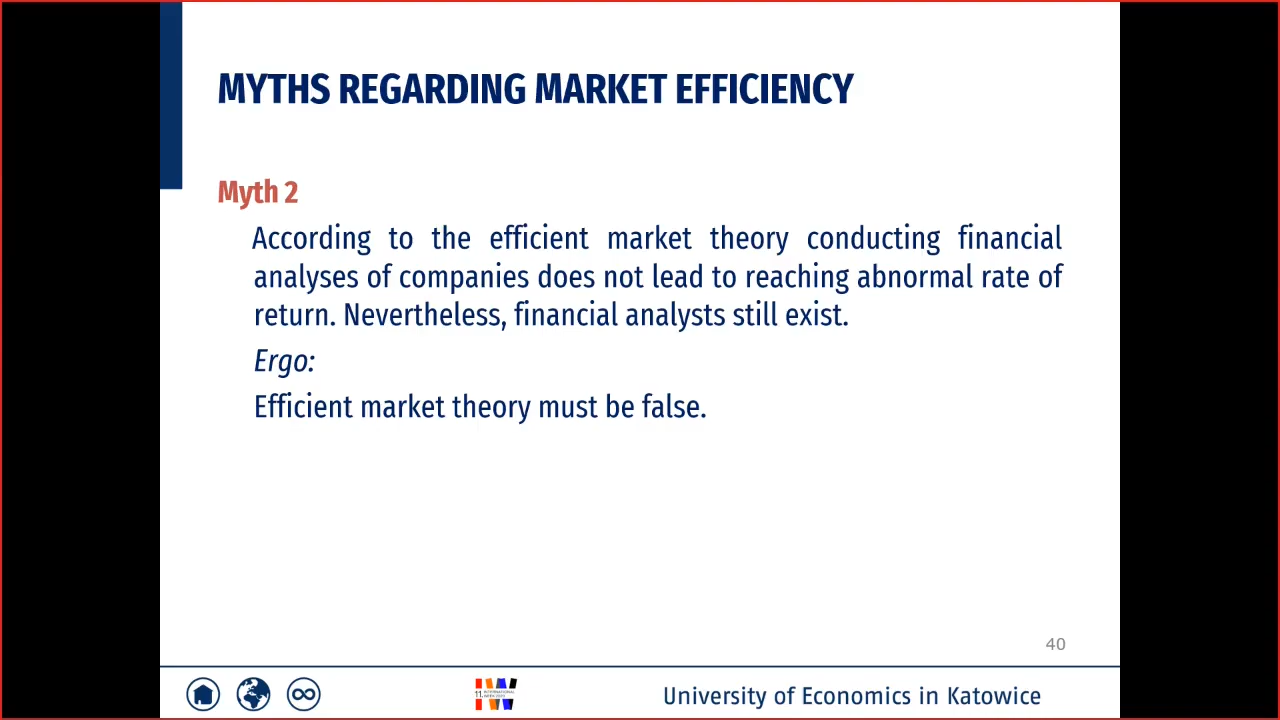 MYTHS REGARDING MARKET EFFICIENCY
Myth 2
According to the efficient market theory conducting financial
analyses of companies does not lead to reaching abnormal rate of
return. Nevertheless, financial analysts still exist.
Ergo:
Efficient market theory must be false.
40
11. INTERNATIONAL
University of Economics in Katowice